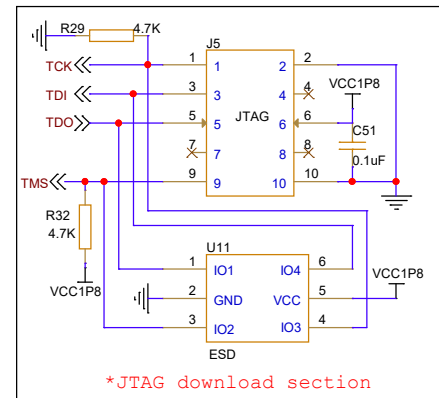 R29 4.7K
J5
TCK 1 1 2 2
VCC1P8
TDI 3 3 4 4
TDO 5 5 JTAG 6 6
C51
7 7 8 8 0.1uF
TMS 9 9 10 10
R32
4.7K
U11
VCC1P8 1 IO1 IO4 6 VCC1P8
2 GND VCC 5
3 IO2 IO3 4
ESD
*JTAG download section